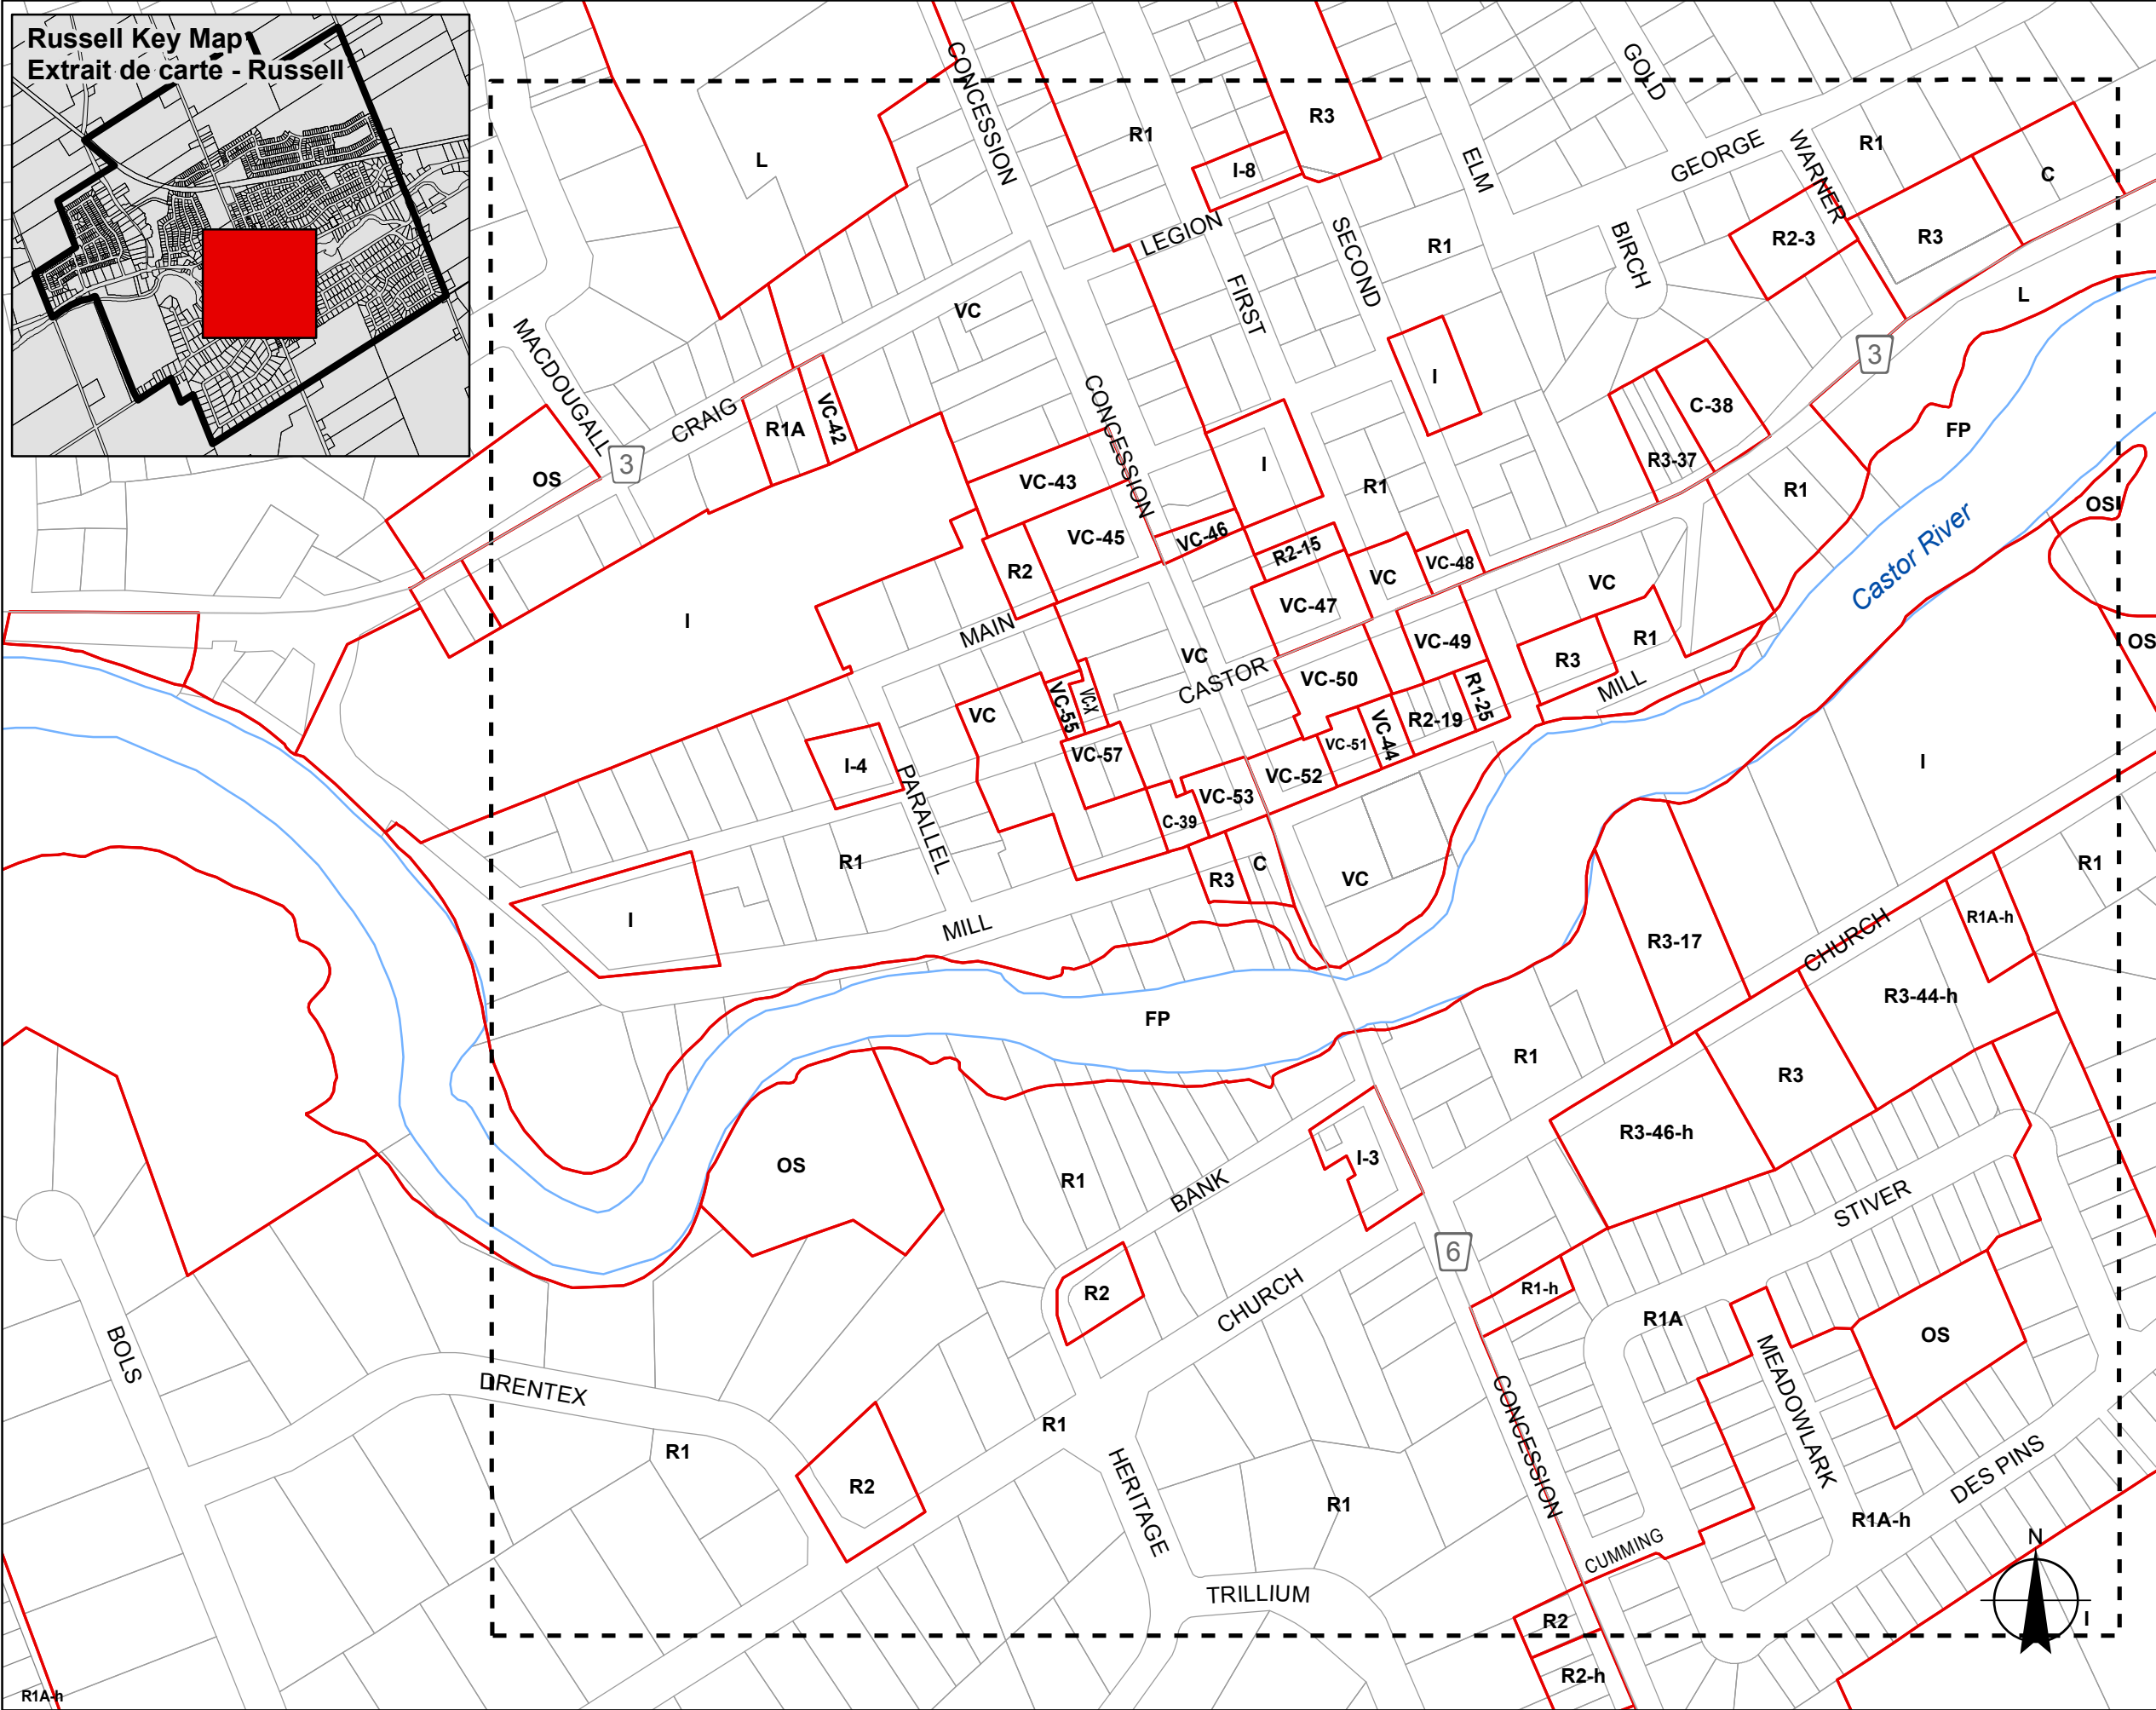 Russell Key Map
Extrait de carte - Russell
CONCESSION
GOLD
R3
R1
R1
GEORGE
WARNER
L
I-8
ELM
C
LEGION
SECOND
R1
BIRCH
R2-3
R3
FIRST
L
VC
MACDOUGALL
3
CRAIG
R1A
VC-42
CONCESSION
I
C-38
FP
3
OS
VC-43
I
R1
R3-37
R1
OS
VC-45
VC-46
R2-15
VC-48
Castor River
R2
VC
VC
VC-47
I
MAIN
VC-49
R1
OS
VC
R3
CASTOR
VC-50
MILL
VC-55
VC-X
R1-25
VC
R2-19
VC-44
VC-51
VC-57
I-4
VC-52
I
PARALLEL
VC-53
C-39
R1
R3
C
VC
R1
I
MILL
R3-17
CHURCH
R1A-h
R3-44-h
FP
R1
R3
R3-46-h
OS
I-3
R1
BANK
STIVER
6
R2
CHURCH
R1-h
R1A
OS
BOLS
MEADOWLARK
DRENTEX
CONCESSION
R1
R1
HERITAGE
DES PINS
R2
R1
R1A-h
CUMMING
N
TRILLIUM
R2
I
R2-h
R1A-h